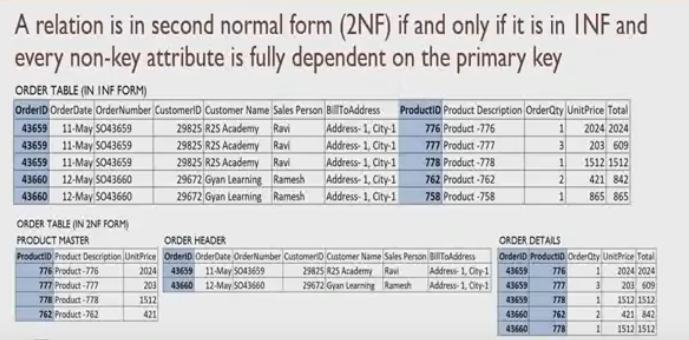 A relation is in second normal form (2NF) if and only if it is in 1NF and
every non-key attribute is fully dependent on the primary key
ORDER TABLE (IN 1NF FORM)
OrderID OrderDate OrderNumber CustomerID Customer Name Sales Person BillToAddress ProductID Product Description OrderQty UnitPrice Total
43659 11-May SO43659 29825 R2S Academy Ravi Address- 1, City-1 776 Product -776 1 2024 2024
43659 11-May SO43659 29825 R2S Academy Ravi Address- 1, City-1 777 Product -777 3 203 609
43659 11-May SO43659 29825 R2S Academy Ravi Address- 1, City-1 778 Product -778 1 1512 1512
43660 12-May SO43660 29672 Gyan Learning Ramesh Address- 1, City-1 762 Product -762 2 421 842
43660 12-May SO43660 29672 Gyan Learning Ramesh Address- 1, City-1 758 Product -758 1 865 865
ORDER TABLE (IN 2NF FORM)
PRODUCT MASTER
ProductID Product Description UnitPrice
776 Product -776 2024
777 Product -777 203
778 Product -778 1512
762 Product -762 421
ORDER HEADER
OrderID OrderDate OrderNumber CustomerID Customer Name Sales Person BillToAddress
43659 11-May SO43659 29825 R2S Academy Ravi Address- 1, City-1
43660 12-May SO43660 29672 Gyan Learning Ramesh Address- 1, City-1
ORDER DETAILS
OrderID ProductID OrderQty UnitPrice Total
43659 776 1 2024 2024
43659 777 3 203 609
43659 778 1 1512 1512
43660 762 2 421 842
43660 778 1 1512 1512